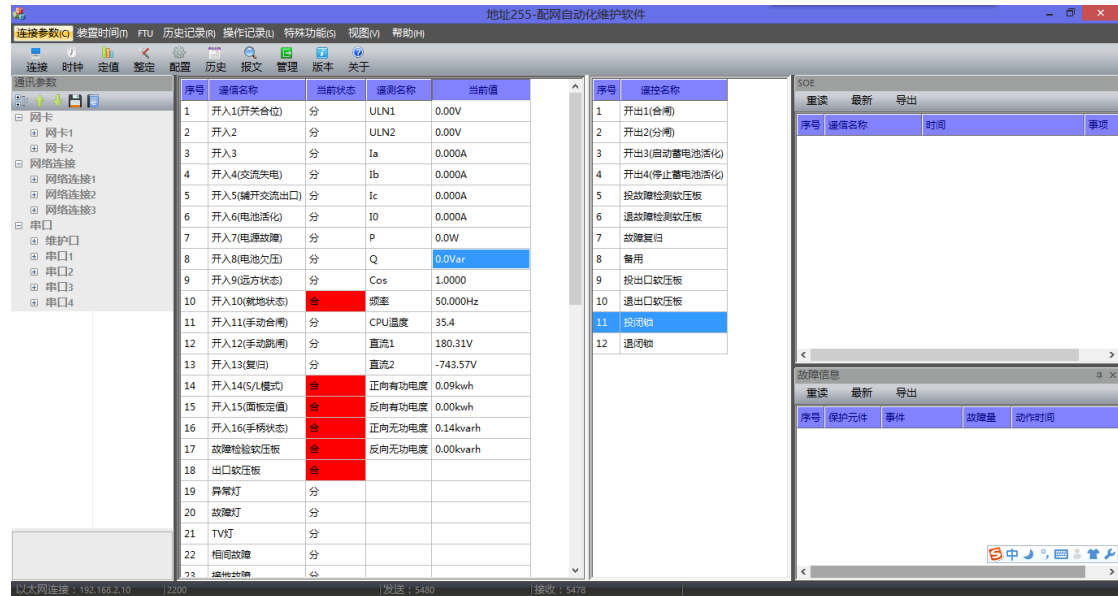 地址255-配网自动化维护软件
连接参数(C) 装置时间(T) FTU 历史记录(R) 操作记录(L) 特殊功能(S) 视图(V) 帮助(H)
连接 时钟 定值 整定 配置 历史 报文 管理 版本 关于
通讯参数
网卡
网卡1
网卡2
网络连接
网络连接1
网络连接2
网络连接3
串口
维护口
串口1
串口2
串口3
串口4
序号 遥信名称 当前状态 遥测名称 当前值
1 开入1(开关合位) 分 ULN1 0.00V
2 开入2 分 ULN2 0.00V
3 开入3 分 Ia 0.000A
4 开入4(交流失电) 分 Ib 0.000A
5 开入5(辅开交流出口) 分 Ic 0.000A
6 开入6(电池活化) 分 I0 0.000A
7 开入7(电源故障) 分 P 0.0W
8 开入8(电池欠压) 分 Q 0.0Var
9 开入9(远方状态) 分 Cos 1.0000
10 开入10(就地状态) 合 频率 50.000Hz
11 开入11(手动合闸) 分 CPU温度 35.4
12 开入12(手动跳闸) 分 直流1 180.31V
13 开入13(复归) 分 直流2 -743.57V
14 开入14(S/L模式) 合 正向有功电度 0.09kwh
15 开入15(面板定值) 合 反向有功电度 0.00kwh
16 开入16(手柄状态) 合 正向无功电度 0.14kvarh
17 故障检验软压板 合 反向无功电度 0.00kvarh
18 出口软压板 合
19 异常灯 分
20 故障灯 分
21 TV灯 分
22 相间故障 分
23 接地故障 分
序号 遥控名称
1 开出1(合闸)
2 开出2(分闸)
3 开出3(启动蓄电池活化)
4 开出4(停止蓄电池活化)
5 投故障检测软压板
6 退故障检测软压板
7 故障复归
8 备用
9 投出口软压板
10 退出口软压板
11 投闭锁
12 退闭锁
SOE
重读 最新 导出
序号 遥信名称 时间 事项
故障信息
重读 最新 导出
序号 保护元件 事件 故障量 动作时间
中
以太网连接：192.168.2.10 2200 发送：5480 接收：5478